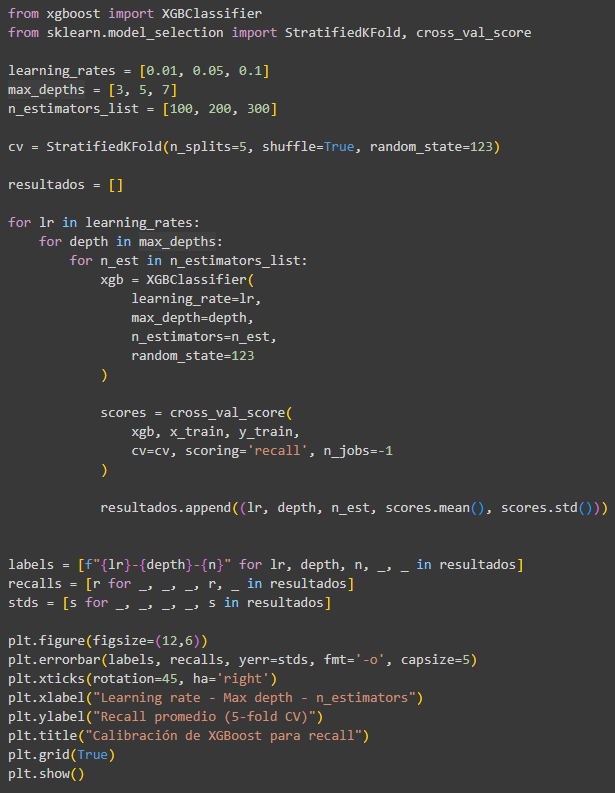 from xgboost import XGBClassifier
from sklearn.model_selection import StratifiedKFold, cross_val_score

learning_rates = [0.01, 0.05, 0.1]
max_depths = [3, 5, 7]
n_estimators_list = [100, 200, 300]

cv = StratifiedKFold(n_splits=5, shuffle=True, random_state=123)

resultados = []

for lr in learning_rates:
    for depth in max_depths:
        for n_est in n_estimators_list:
            xgb = XGBClassifier(
                learning_rate=lr,
                max_depth=depth,
                n_estimators=n_est,
                random_state=123
            )

            scores = cross_val_score(
                xgb, x_train, y_train,
                cv=cv, scoring='recall', n_jobs=-1
            )

            resultados.append((lr, depth, n_est, scores.mean(), scores.std()))


labels = [f"{lr}-{depth}-{n}" for lr, depth, n, _, _ in resultados]
recalls = [r for _, _, _, r, _ in resultados]
stds = [s for _, _, _, _, s in resultados]

plt.figure(figsize=(12,6))
plt.errorbar(labels, recalls, yerr=stds, fmt='-o', capsize=5)
plt.xticks(rotation=45, ha='right')
plt.xlabel("Learning rate - Max depth - n_estimators")
plt.ylabel("Recall promedio (5-fold CV)")
plt.title("Calibración de XGBoost para recall")
plt.grid(True)
plt.show()